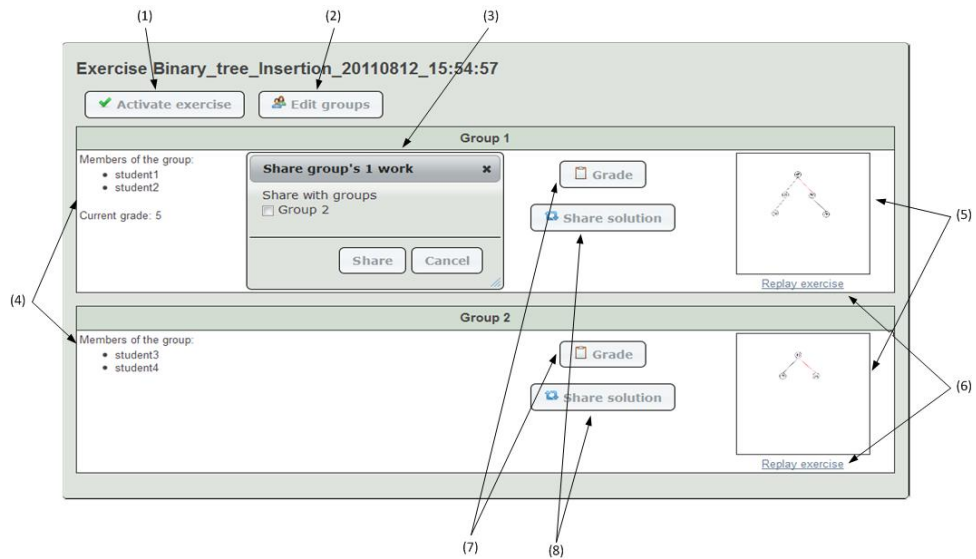 (1) (2) (3)
Exercise Binary_tree_Insertion_20110812_15:54:57
Activate exercise Edit groups
Group 1
Members of the group:
student1
student2
Current grade: 5
Share group's 1 work
Share with groups
Group 2
Share Cancel
Grade
Share solution
Replay exercise
(4)
(5)
Group 2
Members of the group:
student3
student4
Grade
Share solution
Replay exercise
(6)
(7) (8)